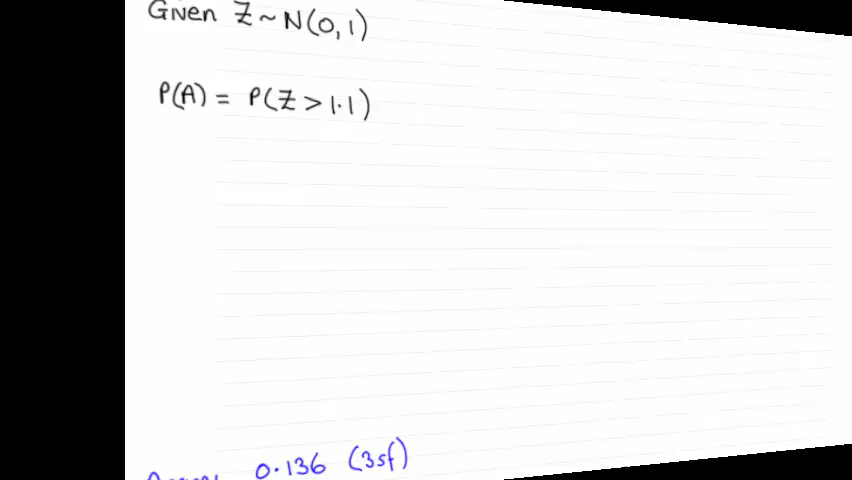 Given Z ~ N(0,1)
P(A) = P(Z > 1.1)
0.136 (3sf)